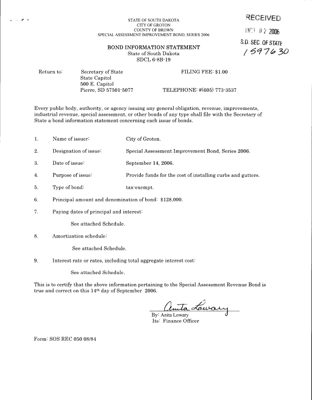 STATE OF SOUTH DAKOTA
CITY OF GROTON
COUNTY OF BROWN
SPECIAL ASSESSMENT IMPROVEMENT BOND, SERIES 2006
RECEIVED
02 2006
S.D. SEC. OF STATE
1597630
BOND INFORMATION STATEMENT
State of South Dakota
SDCL 6-8B-19
Return to: Secretary of State FILING FEE: $1.00
State Capitol
500 E. Capitol
Pierre, SD 57501-5077 TELEPHONE: #(605) 773-3537
Every public body, authority, or agency issuing any general obligation, revenue, improvements,
industrial revenue, special assessment, or other bonds of any type shall file with the Secretary of
State a bond information statement concerning each issue of bonds.
1. Name of issuer: City of Groton.
2. Designation of issue: Special Assessment Improvement Bond, Series 2006.
3. Date of issue: September 14, 2006.
4. Purpose of issue: Provide funds for the cost of installing curbs and gutters.
5. Type of bond: tax-exempt.
6. Principal amount and denomination of bond: $128,000.
7. Paying dates of principal and interest:
See attached Schedule.
8. Amortization schedule:
See attached Schedule.
9. Interest rate or rates, including total aggregate interest cost:
See attached Schedule.
This is to certify that the above information pertaining to the Special Assessment Revenue Bond is
true and correct on this 14th day of September 2006.
Anita Lowary
By: Anita Lowary
Its: Finance Officer
Form: SOS REC 050 08/84